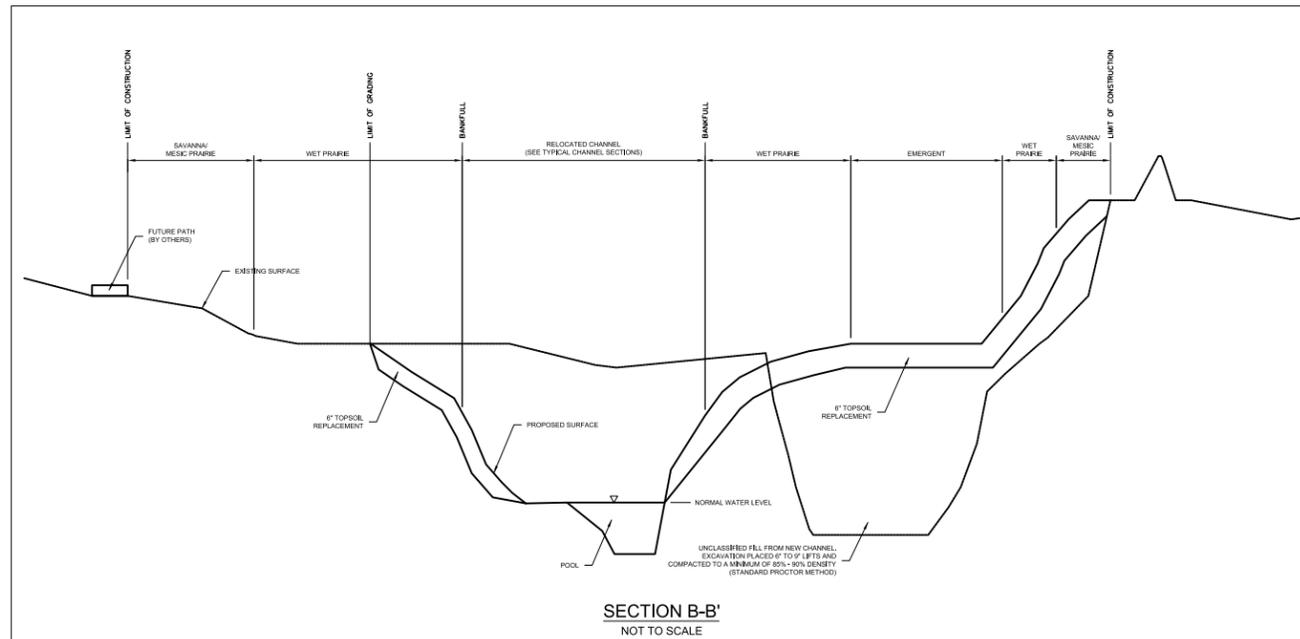 LIMIT OF CONSTRUCTION
LIMIT OF GRADING
BANKFULL
BANKFULL
LIMIT OF CONSTRUCTION
SAVANNA/
MESIC PRAIRIE
WET PRAIRIE
RELOCATED CHANNEL
(SEE TYPICAL CHANNEL SECTIONS)
WET PRAIRIE
EMERGENT
WET
PRAIRIE
SAVANNA/
MESIC
PRAIRIE
FUTURE PATH
(BY OTHERS)
EXISTING SURFACE
6" TOPSOIL
REPLACEMENT
PROPOSED SURFACE
6" TOPSOIL
REPLACEMENT
NORMAL WATER LEVEL
POOL
UNCLASSIFIED FILL FROM NEW CHANNEL.
EXCAVATION PLACED 6" TO 9" LIFTS AND
COMPACTED TO A MINIMUM OF 85% - 90% DENSITY
(STANDARD PROCTOR METHOD)
SECTION B-B'
NOT TO SCALE